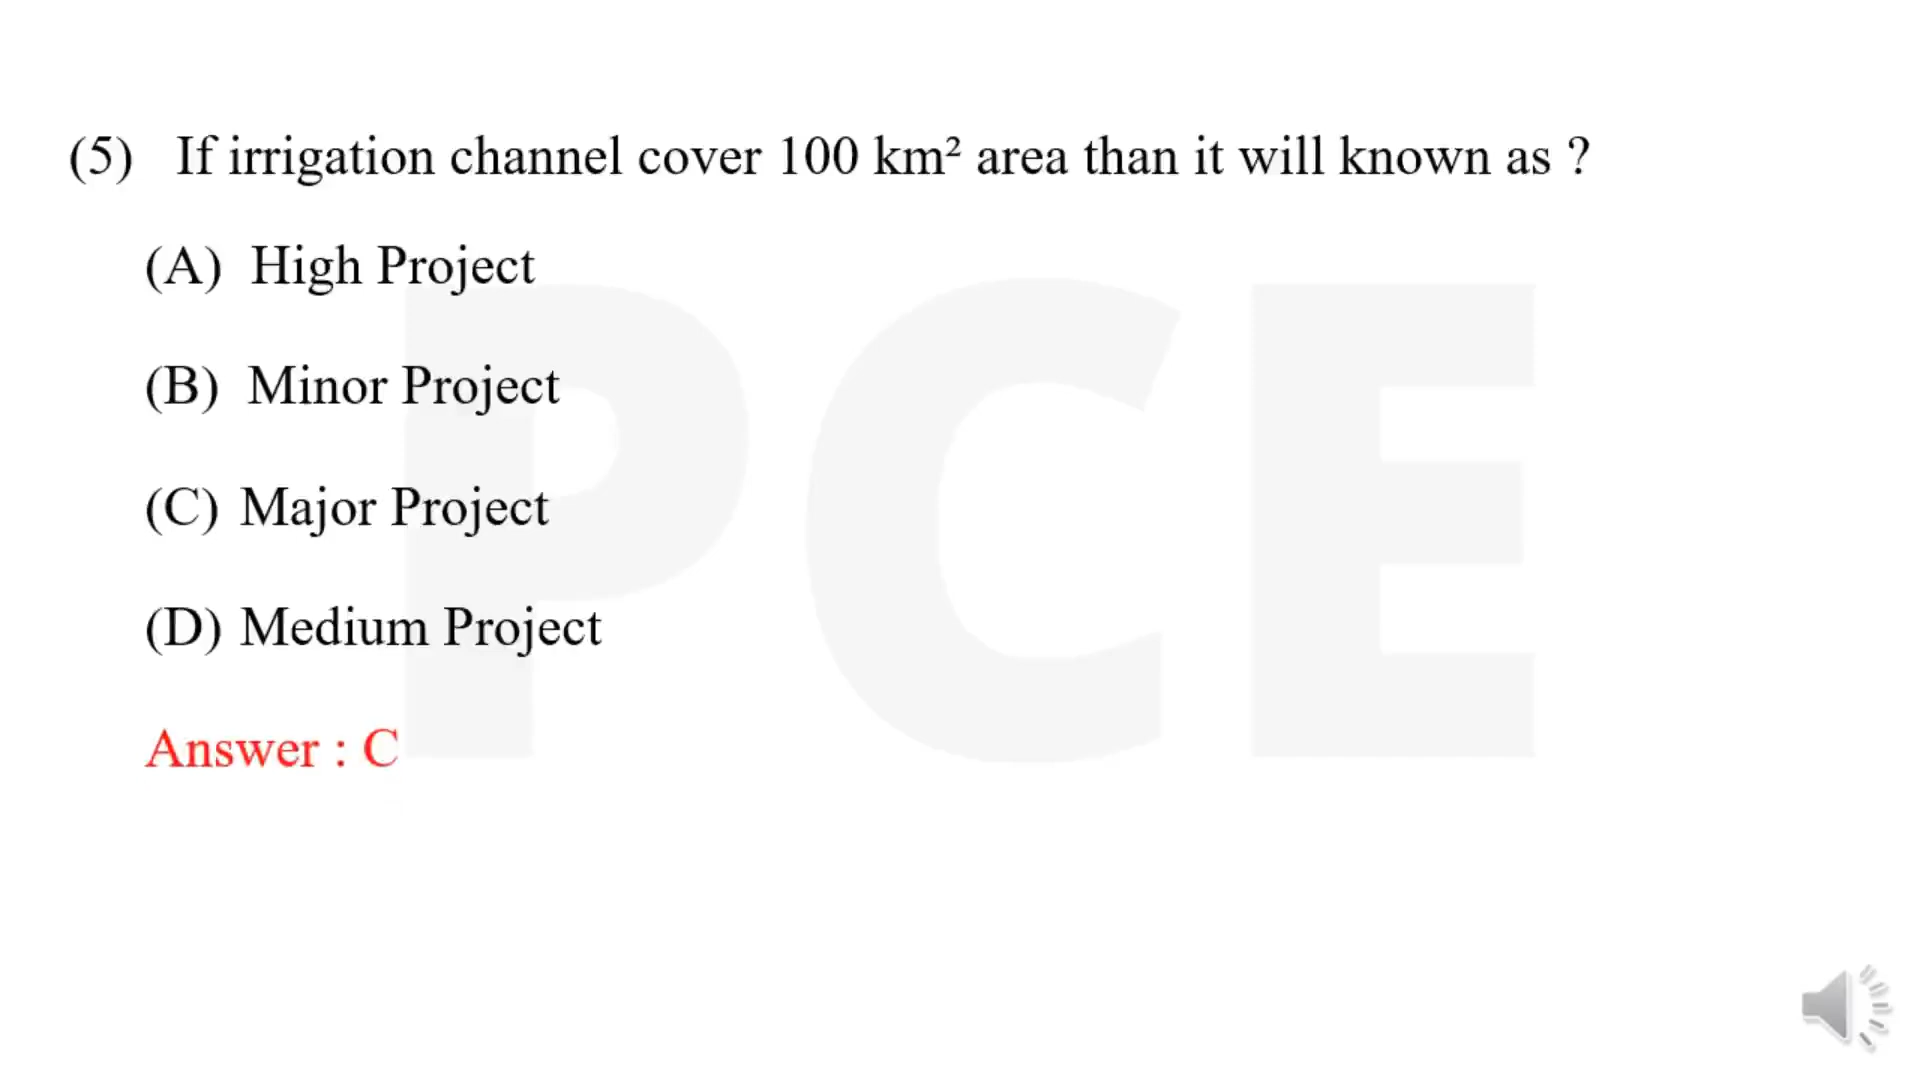 (5) If irrigation channel cover 100 km² area than it will known as ?
(A) High Project
(B) Minor Project
(C) Major Project
(D) Medium Project
Answer : C
PCE